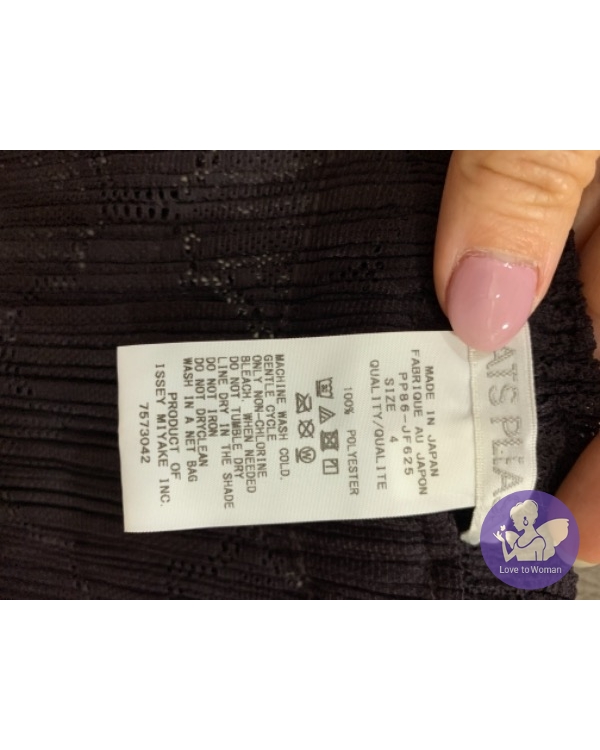 MADE IN JAPAN
FABRIQUE AU JAPON
PP86-JF625
SIZE 4
QUALITY/QUALITE
100% POLYESTER
MACHINE WASH COLD.
GENTLE CYCLE
ONLY NON-CHLORINE
BLEACH, WHEN NEEDED
DO NOT TUMBLE DRY
LINE DRY IN THE SHADE
DO NOT IRON
DO NOT DRYCLEAN
WASH IN A NET BAG
PRODUCT OF
ISSEY MIYAKE INC.
7573042
Love to Woman